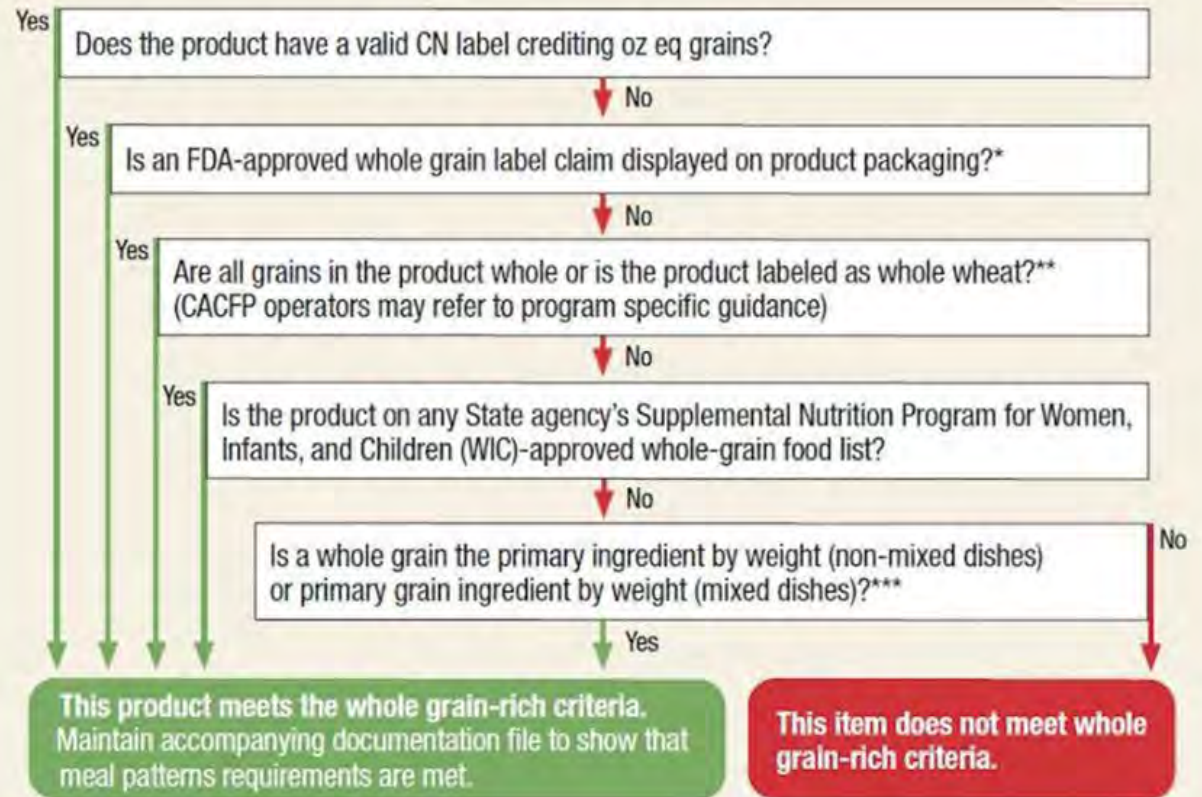 Yes
Does the product have a valid CN label crediting oz eq grains?
No
Yes
Is an FDA-approved whole grain label claim displayed on product packaging?*
No
Yes
Are all grains in the product whole or is the product labeled as whole wheat?**
(CACFP operators may refer to program specific guidance)
No
Yes
Is the product on any State agency's Supplemental Nutrition Program for Women,
Infants, and Children (WIC)-approved whole-grain food list?
No
Is a whole grain the primary ingredient by weight (non-mixed dishes)
or primary grain ingredient by weight (mixed dishes)?***
No
Yes
This product meets the whole grain-rich criteria.
Maintain accompanying documentation file to show that
meal patterns requirements are met.
This item does not meet whole
grain-rich criteria.